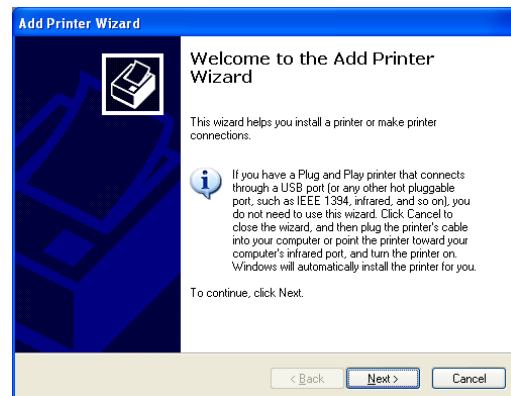 Add Printer Wizard
Welcome to the Add Printer
Wizard
This wizard helps you install a printer or make printer
connections.
If you have a Plug and Play printer that connects
through a USB port (or any other hot pluggable
port, such as IEEE 1394, infrared, and so on), you
do not need to use this wizard. Click Cancel to
close the wizard, and then plug the printer's cable
into your computer or point the printer toward your
computer's infrared port, and turn the printer on.
Windows will automatically install the printer for you.
To continue, click Next.
< Back Next > Cancel